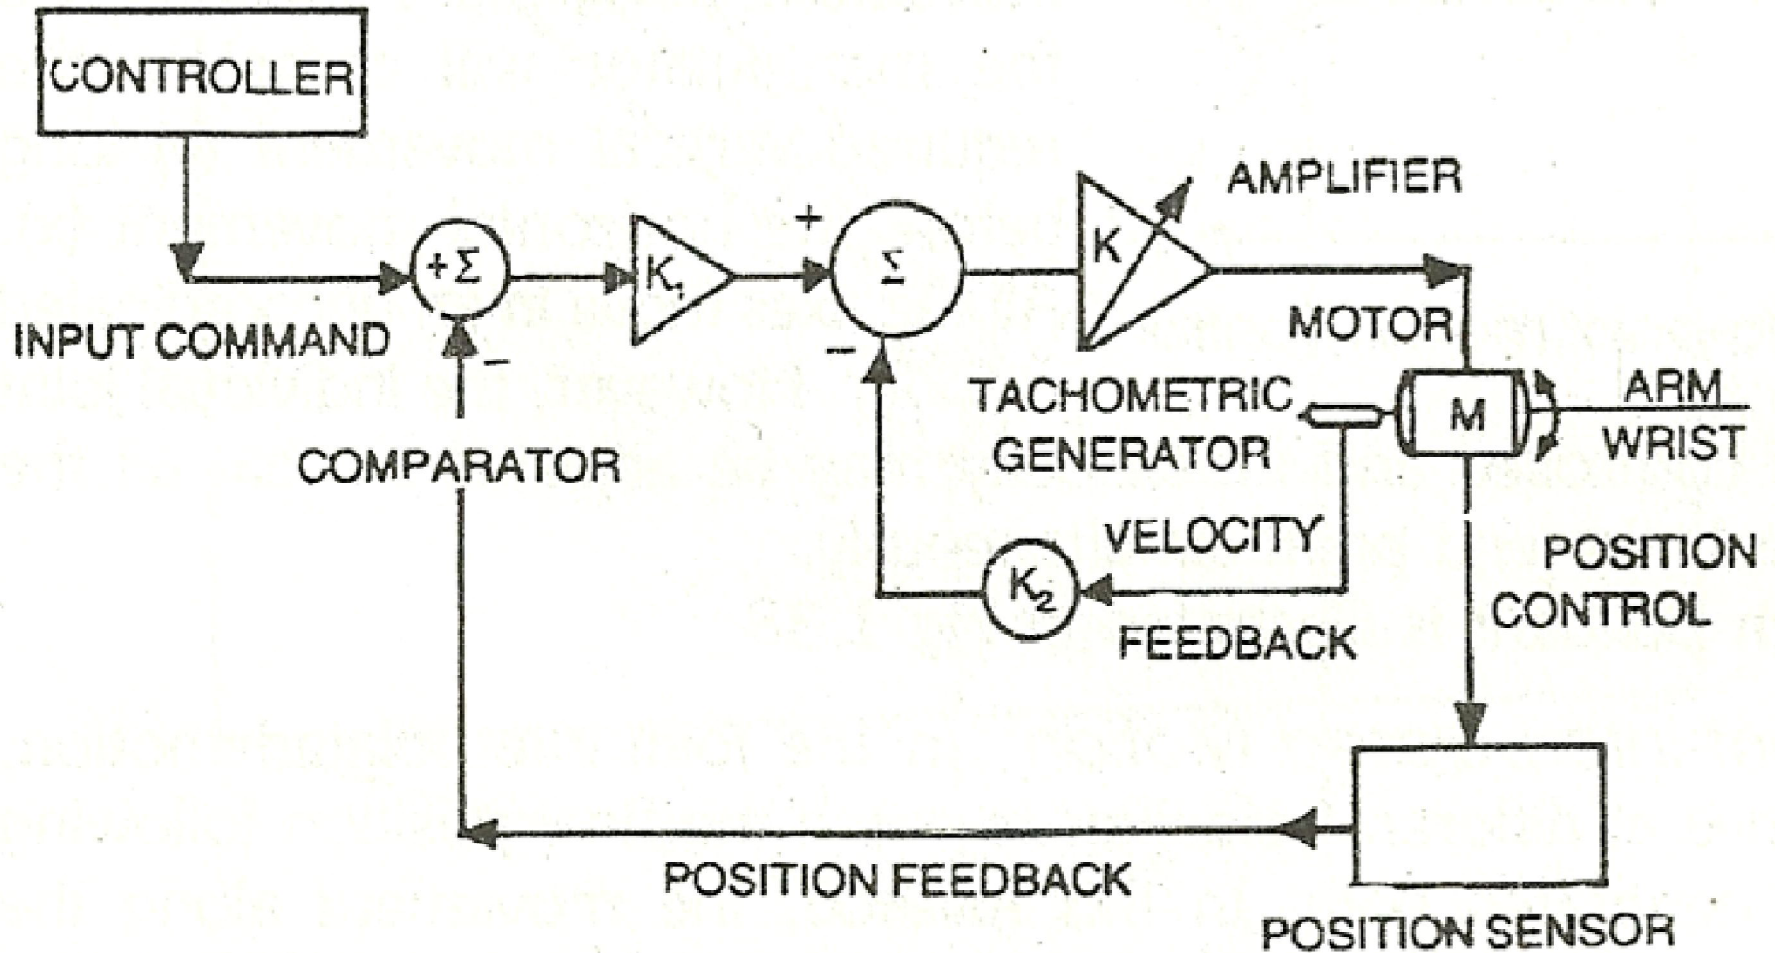 CONTROLLER
AMPLIFIER
+
K
+ Σ
K₁
Σ
INPUT COMMAND
−
−
MOTOR
TACHOMETRIC
GENERATOR
M
ARM
WRIST
COMPARATOR
VELOCITY
K₂
FEEDBACK
POSITION
CONTROL
POSITION FEEDBACK
POSITION SENSOR